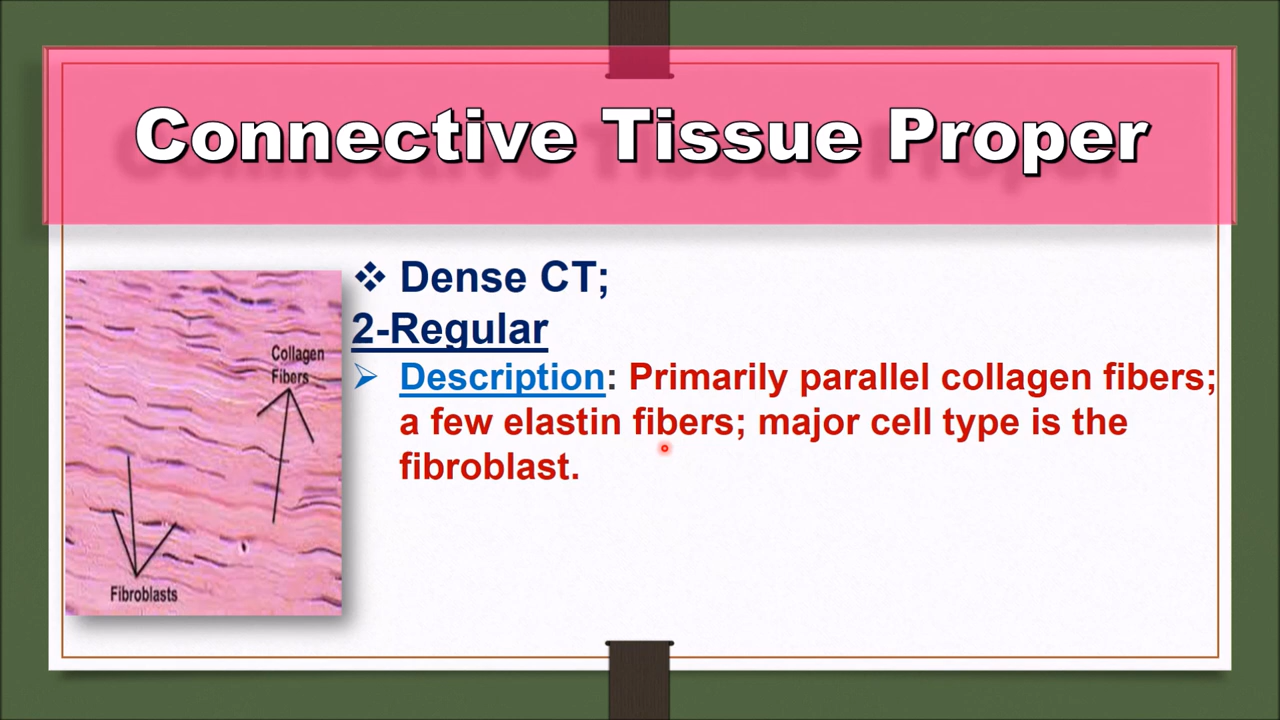 Connective Tissue Proper
❖ Dense CT;
2-Regular
➢ Description: Primarily parallel collagen fibers;
a few elastin fibers; major cell type is the
fibroblast.
Collagen
Fibers
Fibroblasts